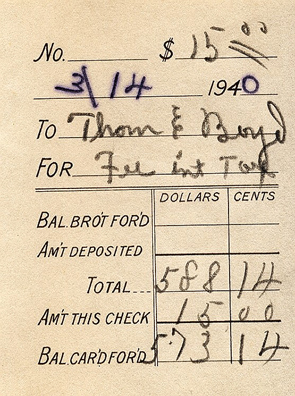 No. $ 15 00
3/14 1940
To Thom & Boyd
For Fee int Tax
DOLLARS CENTS
BAL. BRO'T FOR'D
AM'T DEPOSITED
TOTAL 588 14
AM'T THIS CHECK 15 00
BAL. CAR'D FOR'D 573 14